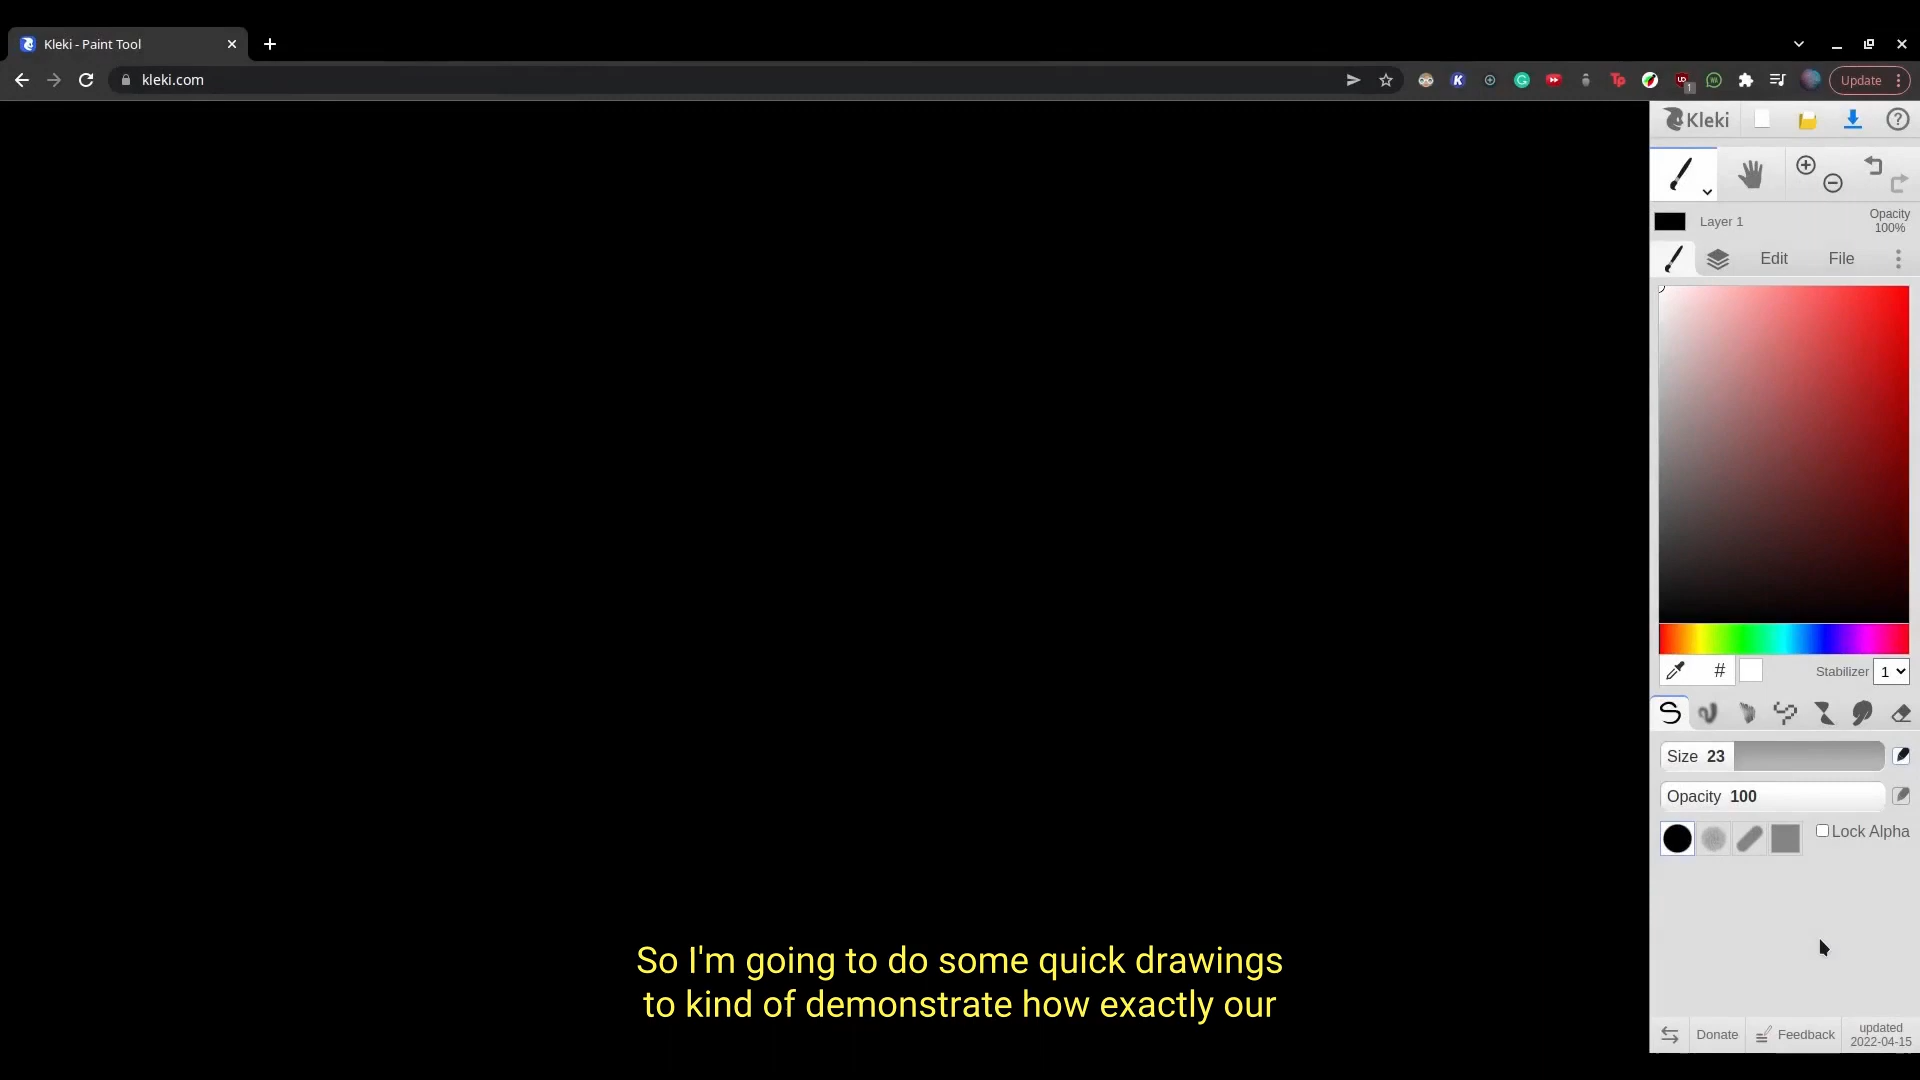 Kleki - Paint Tool
kleki.com
Update
Kleki
Layer 1
Opacity
100%
Edit
File
#
Stabilizer
1
Size 23
Opacity 100
Lock Alpha
So I'm going to do some quick drawings
to kind of demonstrate how exactly our
Donate
Feedback
updated
2022-04-15